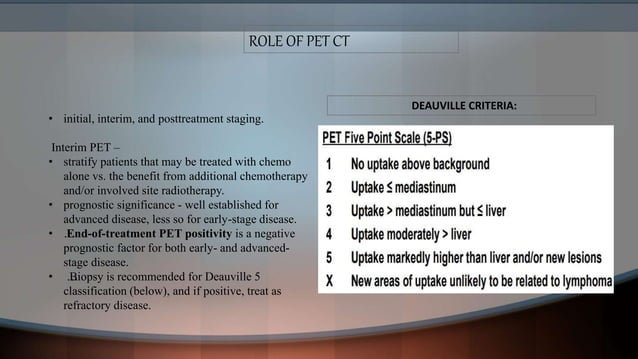 ROLE OF PET CT
• initial, interim, and posttreatment staging.
Interim PET –
• stratify patients that may be treated with chemo
alone vs. the benefit from additional chemotherapy
and/or involved site radiotherapy.
• prognostic significance - well established for
advanced disease, less so for early-stage disease.
• .End-of-treatment PET positivity is a negative
prognostic factor for both early- and advanced-
stage disease.
• .Biopsy is recommended for Deauville 5
classification (below), and if positive, treat as
refractory disease.
DEAUVILLE CRITERIA:
PET Five Point Scale (5-PS)
1 No uptake above background
2 Uptake ≤ mediastinum
3 Uptake > mediastinum but ≤ liver
4 Uptake moderately > liver
5 Uptake markedly higher than liver and/or new lesions
X New areas of uptake unlikely to be related to lymphoma